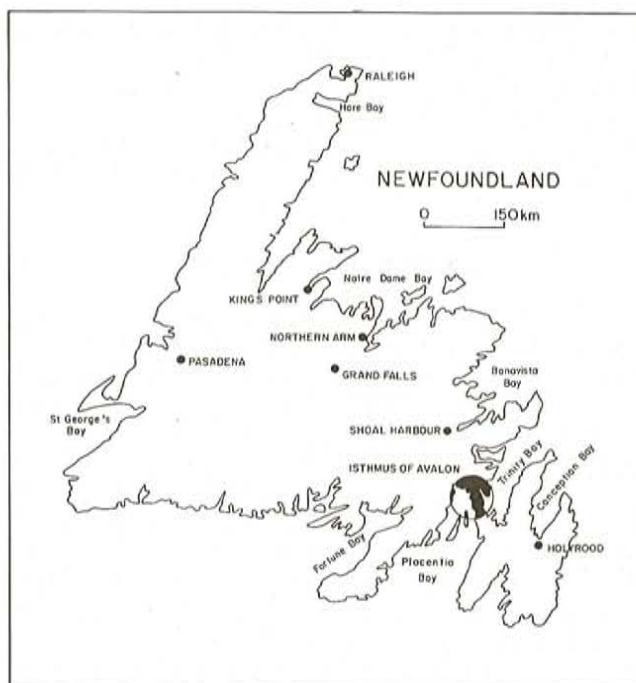 RALEIGH
Hare Bay
NEWFOUNDLAND
0 150km
Notre Dame Bay
KINGS POINT
NORTHERN ARM
PASADENA
GRAND FALLS
Bonavista
Bay
St George's
Bay
SHOAL HARBOUR
ISTHMUS OF AVALON
Trinity Bay
Conception Bay
Fortune Bay
Placentia
Bay
HOLYROOD